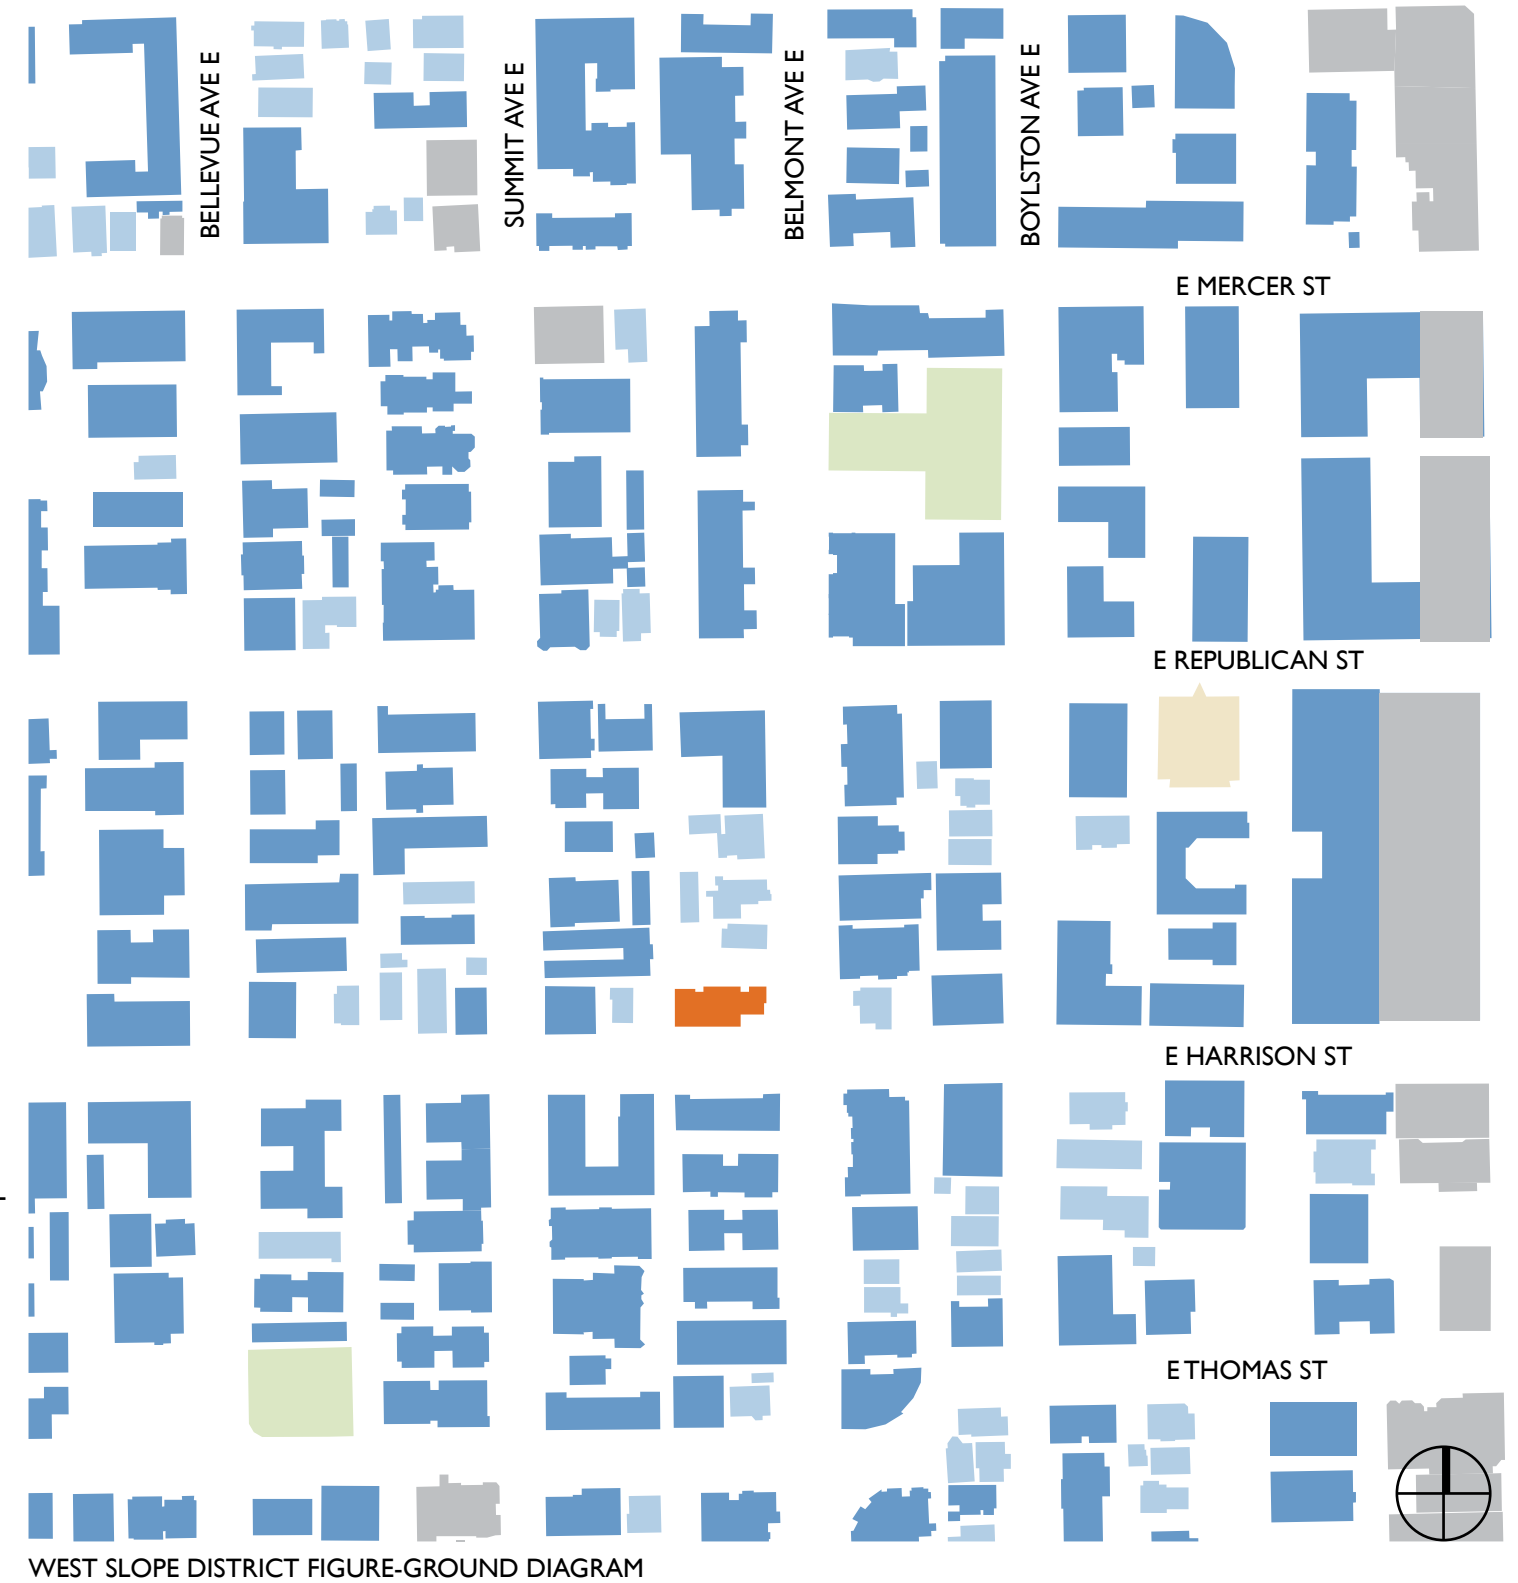 BELLEVUE AVE E
SUMMIT AVE E
BELMONT AVE E
BOYLSTON AVE E
E MERCER ST
E REPUBLICAN ST
E HARRISON ST
E THOMAS ST
WEST SLOPE DISTRICT FIGURE-GROUND DIAGRAM